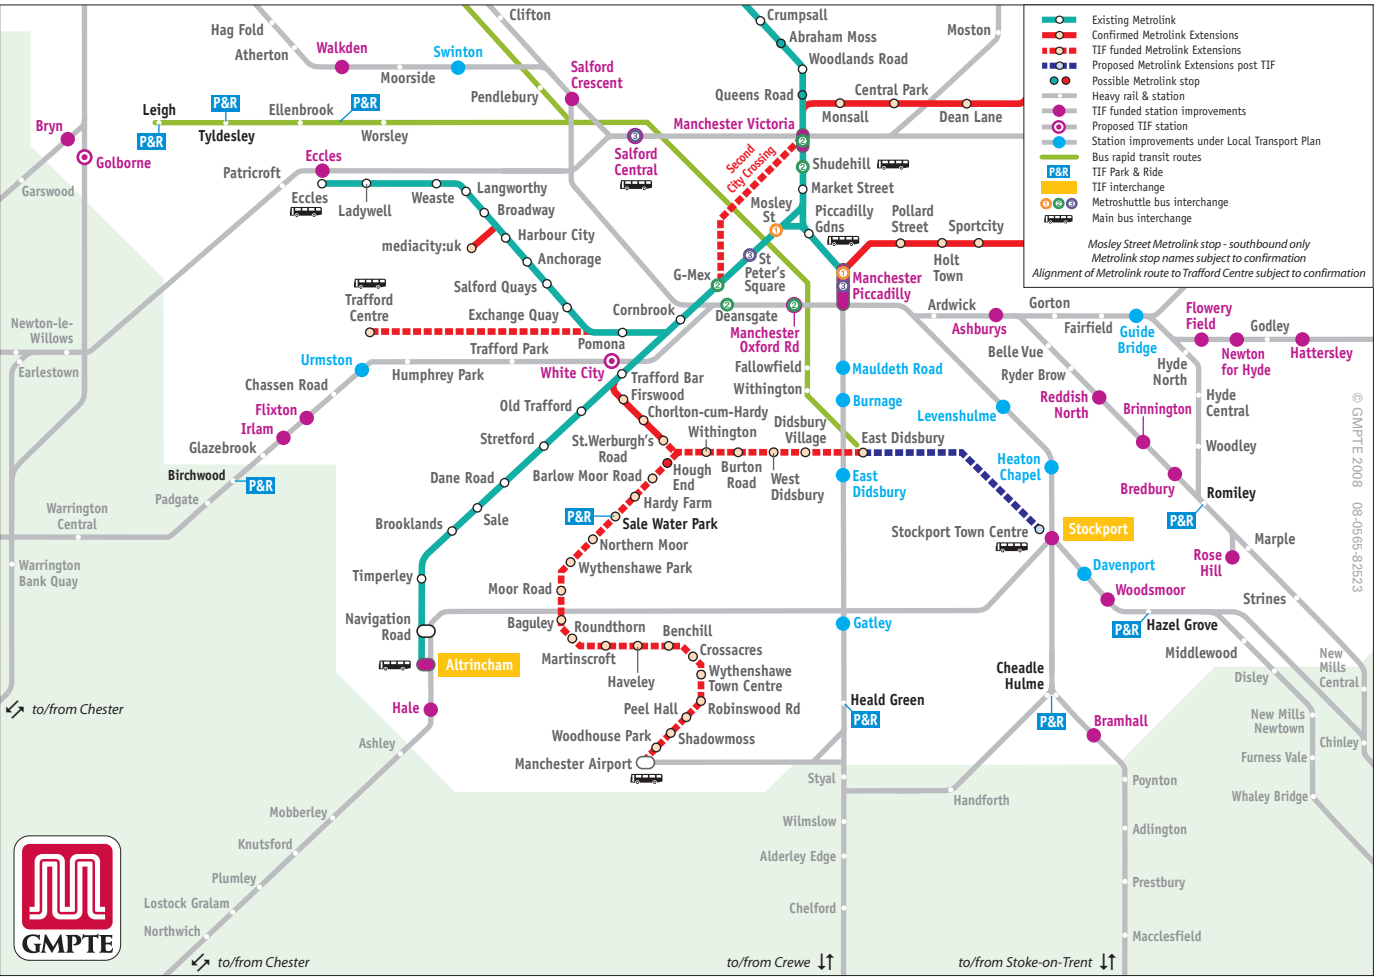 Clifton
Crumpsall
Hag Fold
Abraham Moss
Moston
Atherton
Walkden
Swinton
Woodlands Road
Moorside
Salford
Crescent
Pendlebury
Queens Road
Central Park
Leigh
P&R
Ellenbrook
P&R
Monsall
Dean Lane
P&R
Tyldesley
Worsley
Manchester Victoria
Bryn
Golborne
3
2
Salford
Central
Second
City Crossing
2
Shudehill
Eccles
Patricroft
Garswood
Eccles
Ladywell
Weaste
Langworthy
Broadway
Market Street
Mosley
St
Piccadilly
Gdns
Pollard
Street
Sportcity
mediacity:uk
Harbour City
1
Holt
Town
Anchorage
3
St
Peter's
Square
1
3
Manchester
Piccadilly
G-Mex
2
Salford Quays
Trafford
Centre
Exchange Quay
Cornbrook
2
Deansgate
2
Manchester
Oxford Rd
Ardwick
Ashburys
Gorton
Fairfield
Guide
Bridge
Flowery
Field
Godley
Newton
for Hyde
Hattersley
Newton-le-
Willows
Earlestown
Pomona
Trafford Park
Urmston
Humphrey Park
White City
Belle Vue
Hyde
North
Ryder Brow
Fallowfield
Mauldeth Road
Withington
Trafford Bar
Firswood
Chassen Road
Reddish
North
Hyde
Central
Burnage
Levenshulme
Brinnington
Flixton
Irlam
Old Trafford
Chorlton-cum-Hardy
Didsbury
Village
Glazebrook
Stretford
St.Werburgh's
Road
Withington
East Didsbury
Woodley
Birchwood
P&R
Dane Road
Barlow Moor Road
Hough
End
Burton
Road
West
Didsbury
East
Didsbury
Heaton
Chapel
Bredbury
Romiley
P&R
Padgate
Warrington
Central
Hardy Farm
Sale
P&R
Sale Water Park
Brooklands
Stockport Town Centre
Stockport
Marple
Northern Moor
Rose
Hill
Warrington
Bank Quay
Timperley
Wythenshawe Park
Davenport
Moor Road
Woodsmoor
Strines
Navigation
Road
Baguley
Roundthorn
Benchill
Gatley
P&R
Hazel Grove
Martinscroft
Crossacres
Middlewood
New
Mills
Central
Altrincham
Haveley
Wythenshawe
Town Centre
Cheadle
Hulme
Disley
Hale
Peel Hall
Robinswood Rd
Heald Green
P&R
P&R
Bramhall
New Mills
Newtown
to/from Chester
Ashley
Woodhouse Park
Shadowmoss
Chinley
Furness Vale
Manchester Airport
Styal
Poynton
Whaley Bridge
Handforth
Mobberley
Wilmslow
Adlington
Knutsford
Alderley Edge
Plumley
Prestbury
Lostock Gralam
Chelford
Northwich
Macclesfield
GMPTE
to/from Chester
to/from Crewe
to/from Stoke-on-Trent
Existing Metrolink
Confirmed Metrolink Extensions
TIF funded Metrolink Extensions
Proposed Metrolink Extensions post TIF
Possible Metrolink stop
Heavy rail & station
TIF funded station improvements
Proposed TIF station
Station improvements under Local Transport Plan
Bus rapid transit routes
P&R TIF Park & Ride
TIF interchange
1 2 3 Metroshuttle bus interchange
Main bus interchange
Mosley Street Metrolink stop - southbound only
Metrolink stop names subject to confirmation
Alignment of Metrolink route to Trafford Centre subject to confirmation
© GMPTE 2008 08-0565-82523